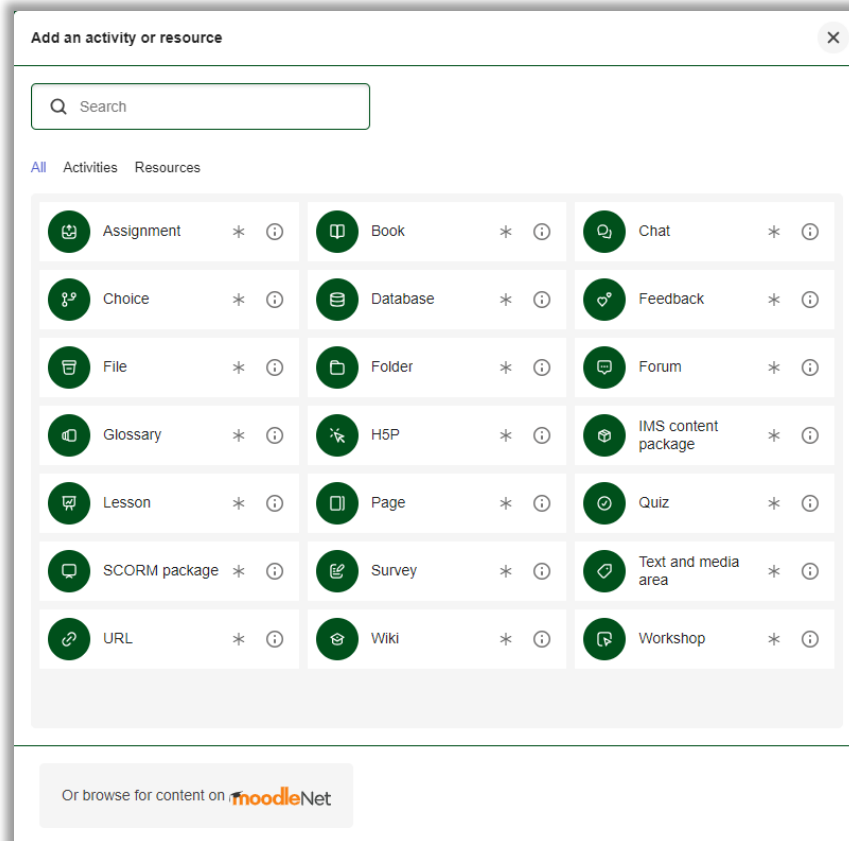 Add an activity or resource
Search
All Activities Resources
Assignment
Book
Chat
Choice
Database
Feedback
File
Folder
Forum
Glossary
H5P
IMS content
package
Lesson
Page
Quiz
SCORM package
Survey
Text and media
area
URL
Wiki
Workshop
Or browse for content on moodleNet